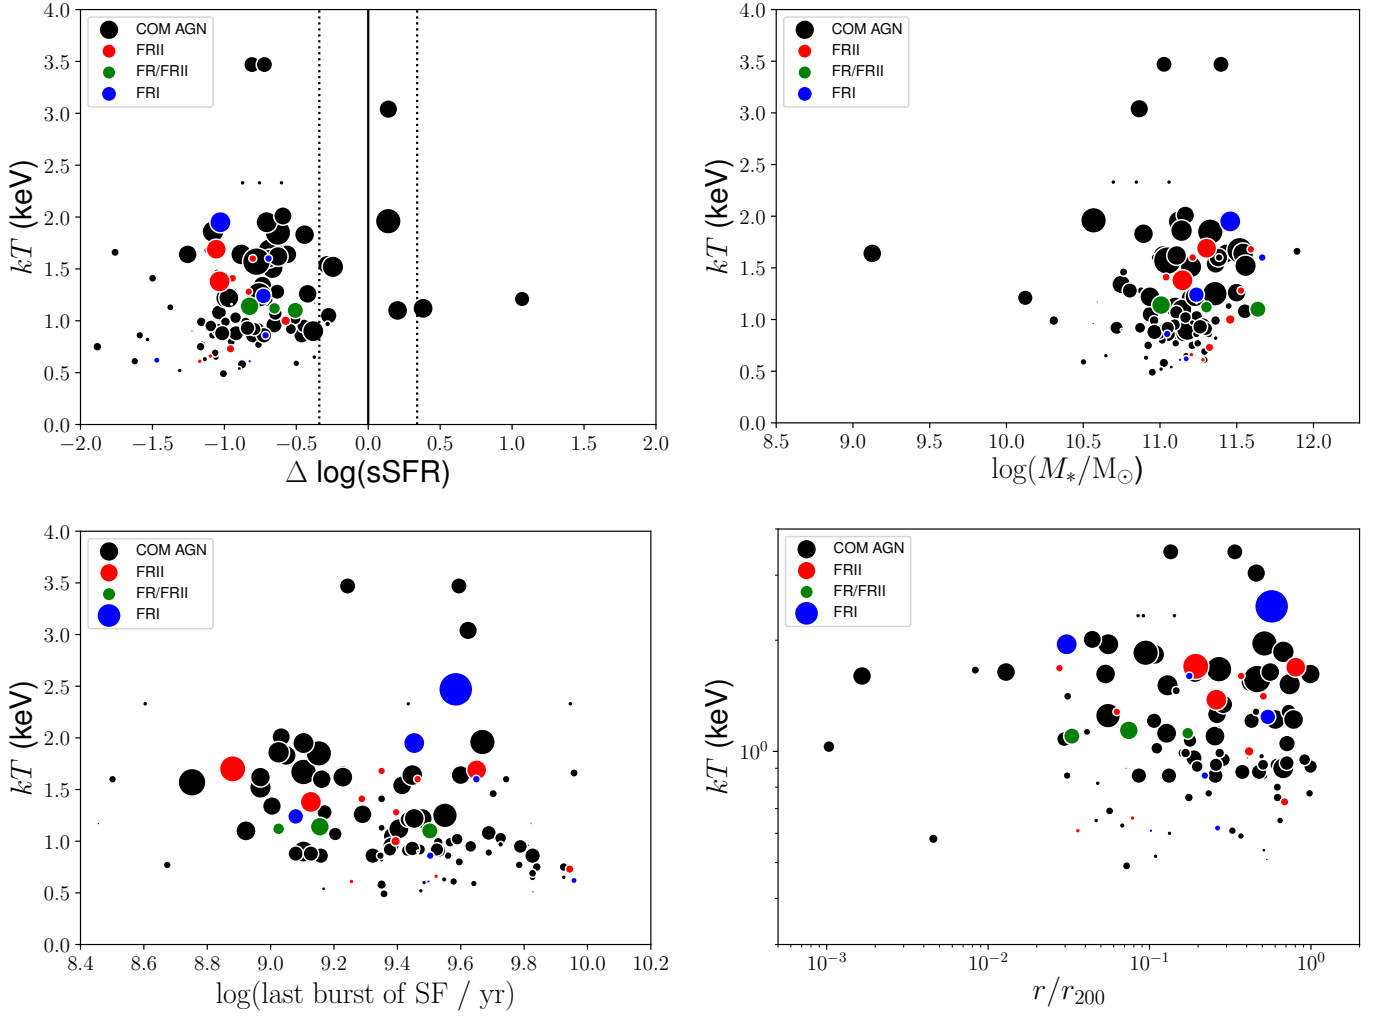 4.0
3.5
3.0
2.5
2.0
1.5
1.0
0.5
0.0
kT (keV)
COM AGN
FRII
FR/FRII
FRI
−2.0 −1.5 −1.0 −0.5 0.0 0.5 1.0 1.5 2.0
Δ log(sSFR)
4.0
3.5
3.0
2.5
2.0
1.5
1.0
0.5
0.0
kT (keV)
COM AGN
FRII
FR/FRII
FRI
8.5 9.0 9.5 10.0 10.5 11.0 11.5 12.0
log(M∗/M⊙)
4.0
3.5
3.0
2.5
2.0
1.5
1.0
0.5
0.0
kT (keV)
COM AGN
FRII
FR/FRII
FRI
8.4 8.6 8.8 9.0 9.2 9.4 9.6 9.8 10.0 10.2
log(last burst of SF / yr)
10⁰
kT (keV)
COM AGN
FRII
FR/FRII
FRI
10⁻³ 10⁻² 10⁻¹ 10⁰
r/r₂₀₀